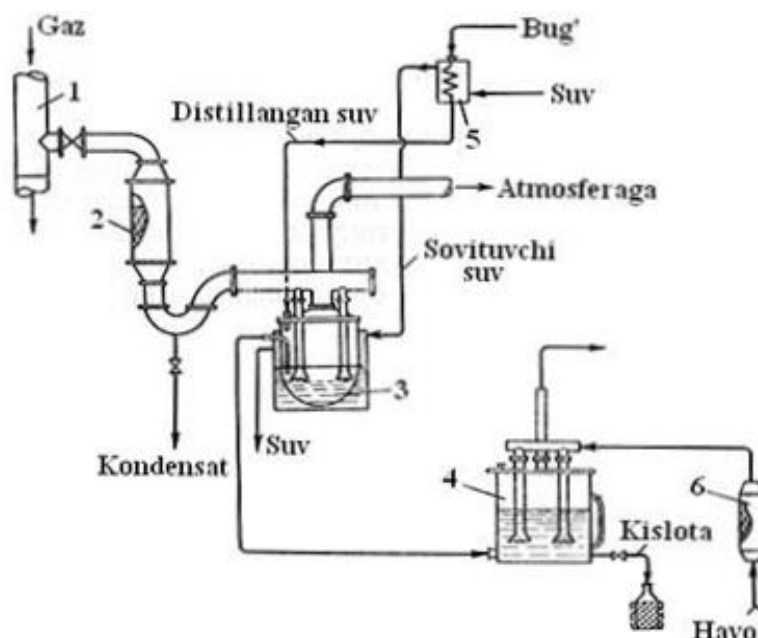 Gaz
Bug'
1
Suv
Distillangan suv
5
2
Atmosferaga
Sovituvchi
suv
3
Suv
Kondensat
4
6
Kislota
Havo